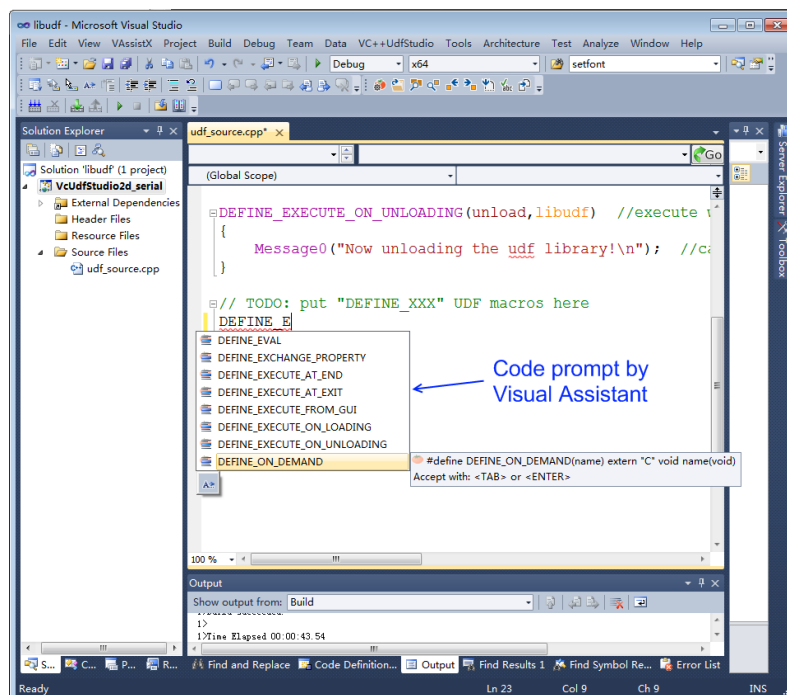 libudf - Microsoft Visual Studio
File Edit View VAssistX Project Build Debug Team Data VC++UdfStudio Tools Architecture Test Analyze Window Help
Debug x64 setfont
Solution Explorer
udf_source.cpp* ×
Go
(Global Scope)
Solution 'libudf' (1 project)
VcUdfStudio2d_serial
External Dependencies
Header Files
Resource Files
Source Files
udf_source.cpp
DEFINE_EXECUTE_ON_UNLOADING(unload,libudf) //execute
{
Message0("Now unloading the udf library!\n"); //
}
// TODO: put "DEFINE_XXX" UDF macros here
DEFINE_E
DEFINE_EVAL
DEFINE_EXCHANGE_PROPERTY
DEFINE_EXECUTE_AT_END
DEFINE_EXECUTE_AT_EXIT
DEFINE_EXECUTE_FROM_GUI
DEFINE_EXECUTE_ON_LOADING
DEFINE_EXECUTE_ON_UNLOADING
DEFINE_ON_DEMAND
Code prompt by
Visual Assistant
#define DEFINE_ON_DEMAND(name) extern "C" void name(void)
Accept with: <TAB> or <ENTER>
Server Explorer
Toolbox
100 %
Output
Show output from: Build
1>
1>Time Elapsed 00:00:43.54
S... C... P... R... Find and Replace Code Definition... Output Find Results 1 Find Symbol Re... Error List
Ready Ln 23 Col 9 Ch 9 INS